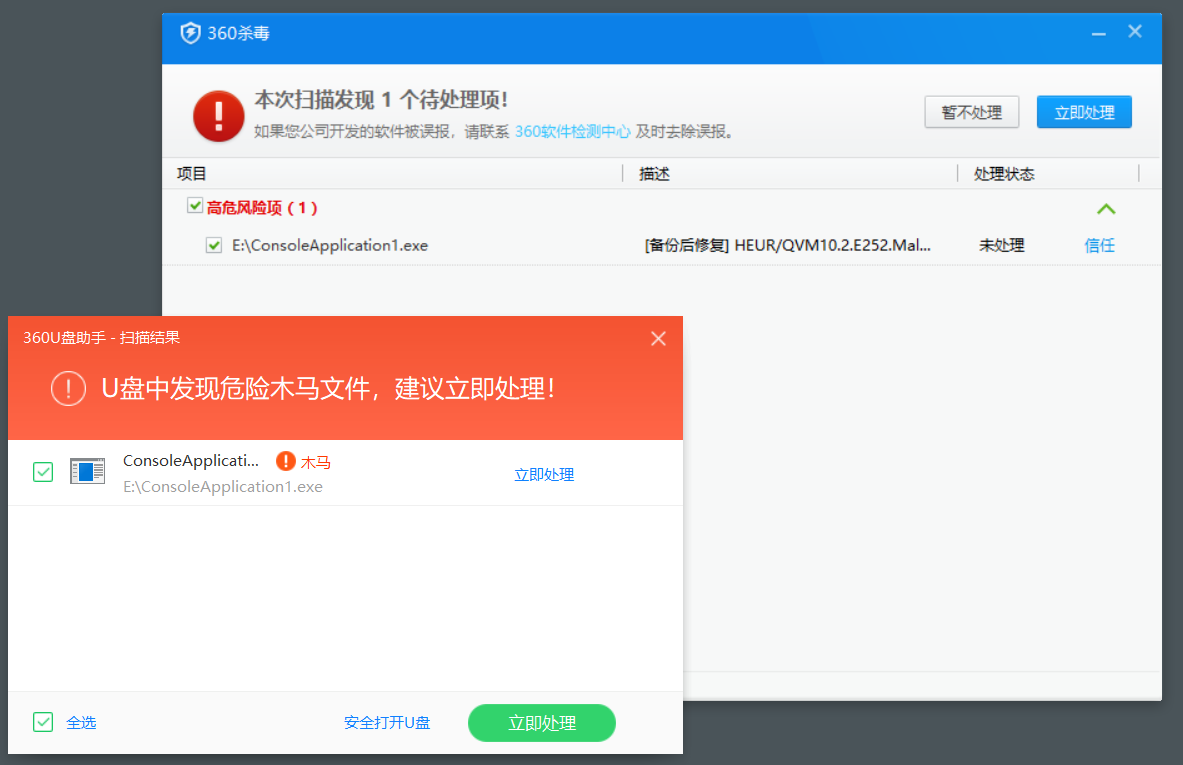 360杀毒
本次扫描发现 1 个待处理项!
如果您公司开发的软件被误报，请联系 360软件检测中心 及时去除误报。
暂不处理
立即处理
项目 描述 处理状态
高危风险项 ( 1 )
E:\ConsoleApplication1.exe [备份后修复] HEUR/QVM10.2.E252.Mal... 未处理 信任
360U盘助手 - 扫描结果
U盘中发现危险木马文件，建议立即处理!
ConsoleApplicati... 木马
E:\ConsoleApplication1.exe
立即处理
全选 安全打开U盘 立即处理